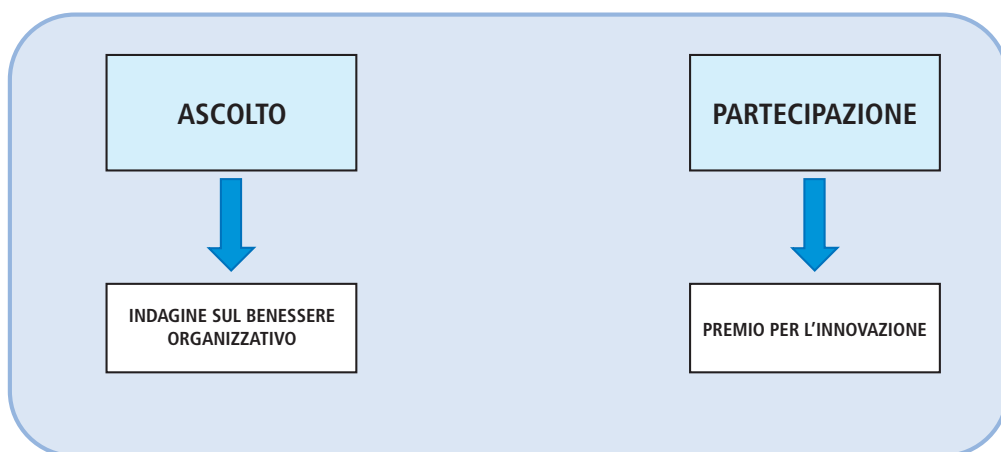 ASCOLTO
PARTECIPAZIONE
INDAGINE SUL BENESSERE
ORGANIZZATIVO
PREMIO PER L’INNOVAZIONE